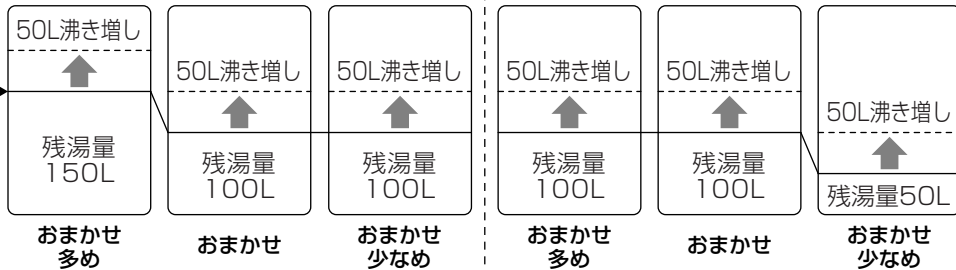 50L沸き増し
残湯量
150L
おまかせ
多め
50L沸き増し
残湯量
100L
おまかせ
50L沸き増し
残湯量
100L
おまかせ
少なめ
50L沸き増し
残湯量
100L
おまかせ
多め
50L沸き増し
残湯量
100L
おまかせ
50L沸き増し
残湯量50L
おまかせ
少なめ